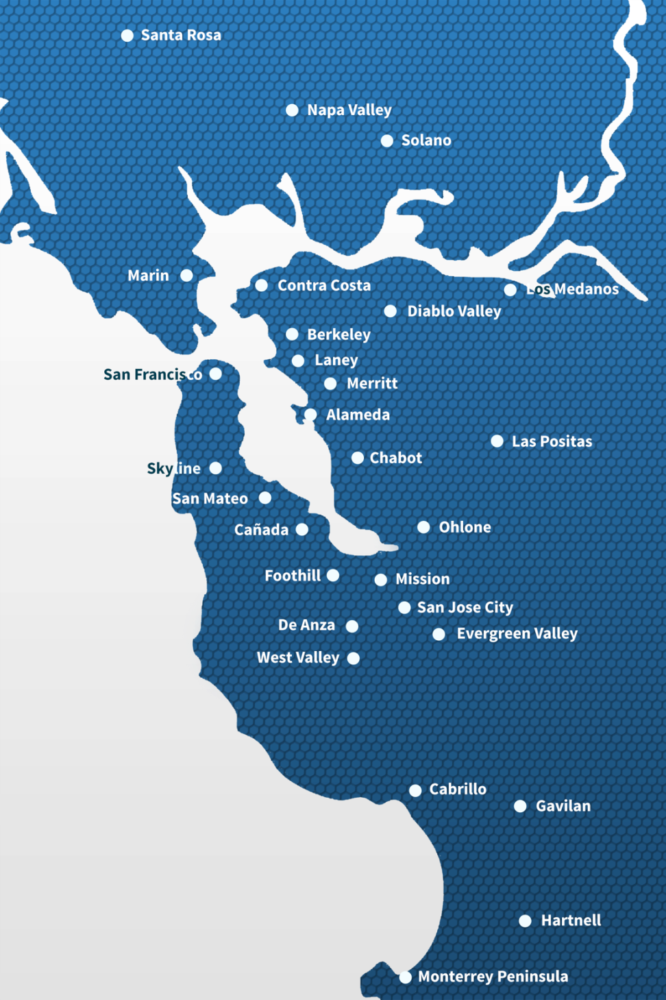 Santa Rosa
Napa Valley
Solano
Marin
Contra Costa
Los Medanos
Diablo Valley
Berkeley
Laney
San Francisco
Merritt
Alameda
Las Positas
Chabot
Skyline
San Mateo
Ohlone
Cañada
Foothill
Mission
San Jose City
De Anza
Evergreen Valley
West Valley
Cabrillo
Gavilan
Hartnell
Monterrey Peninsula